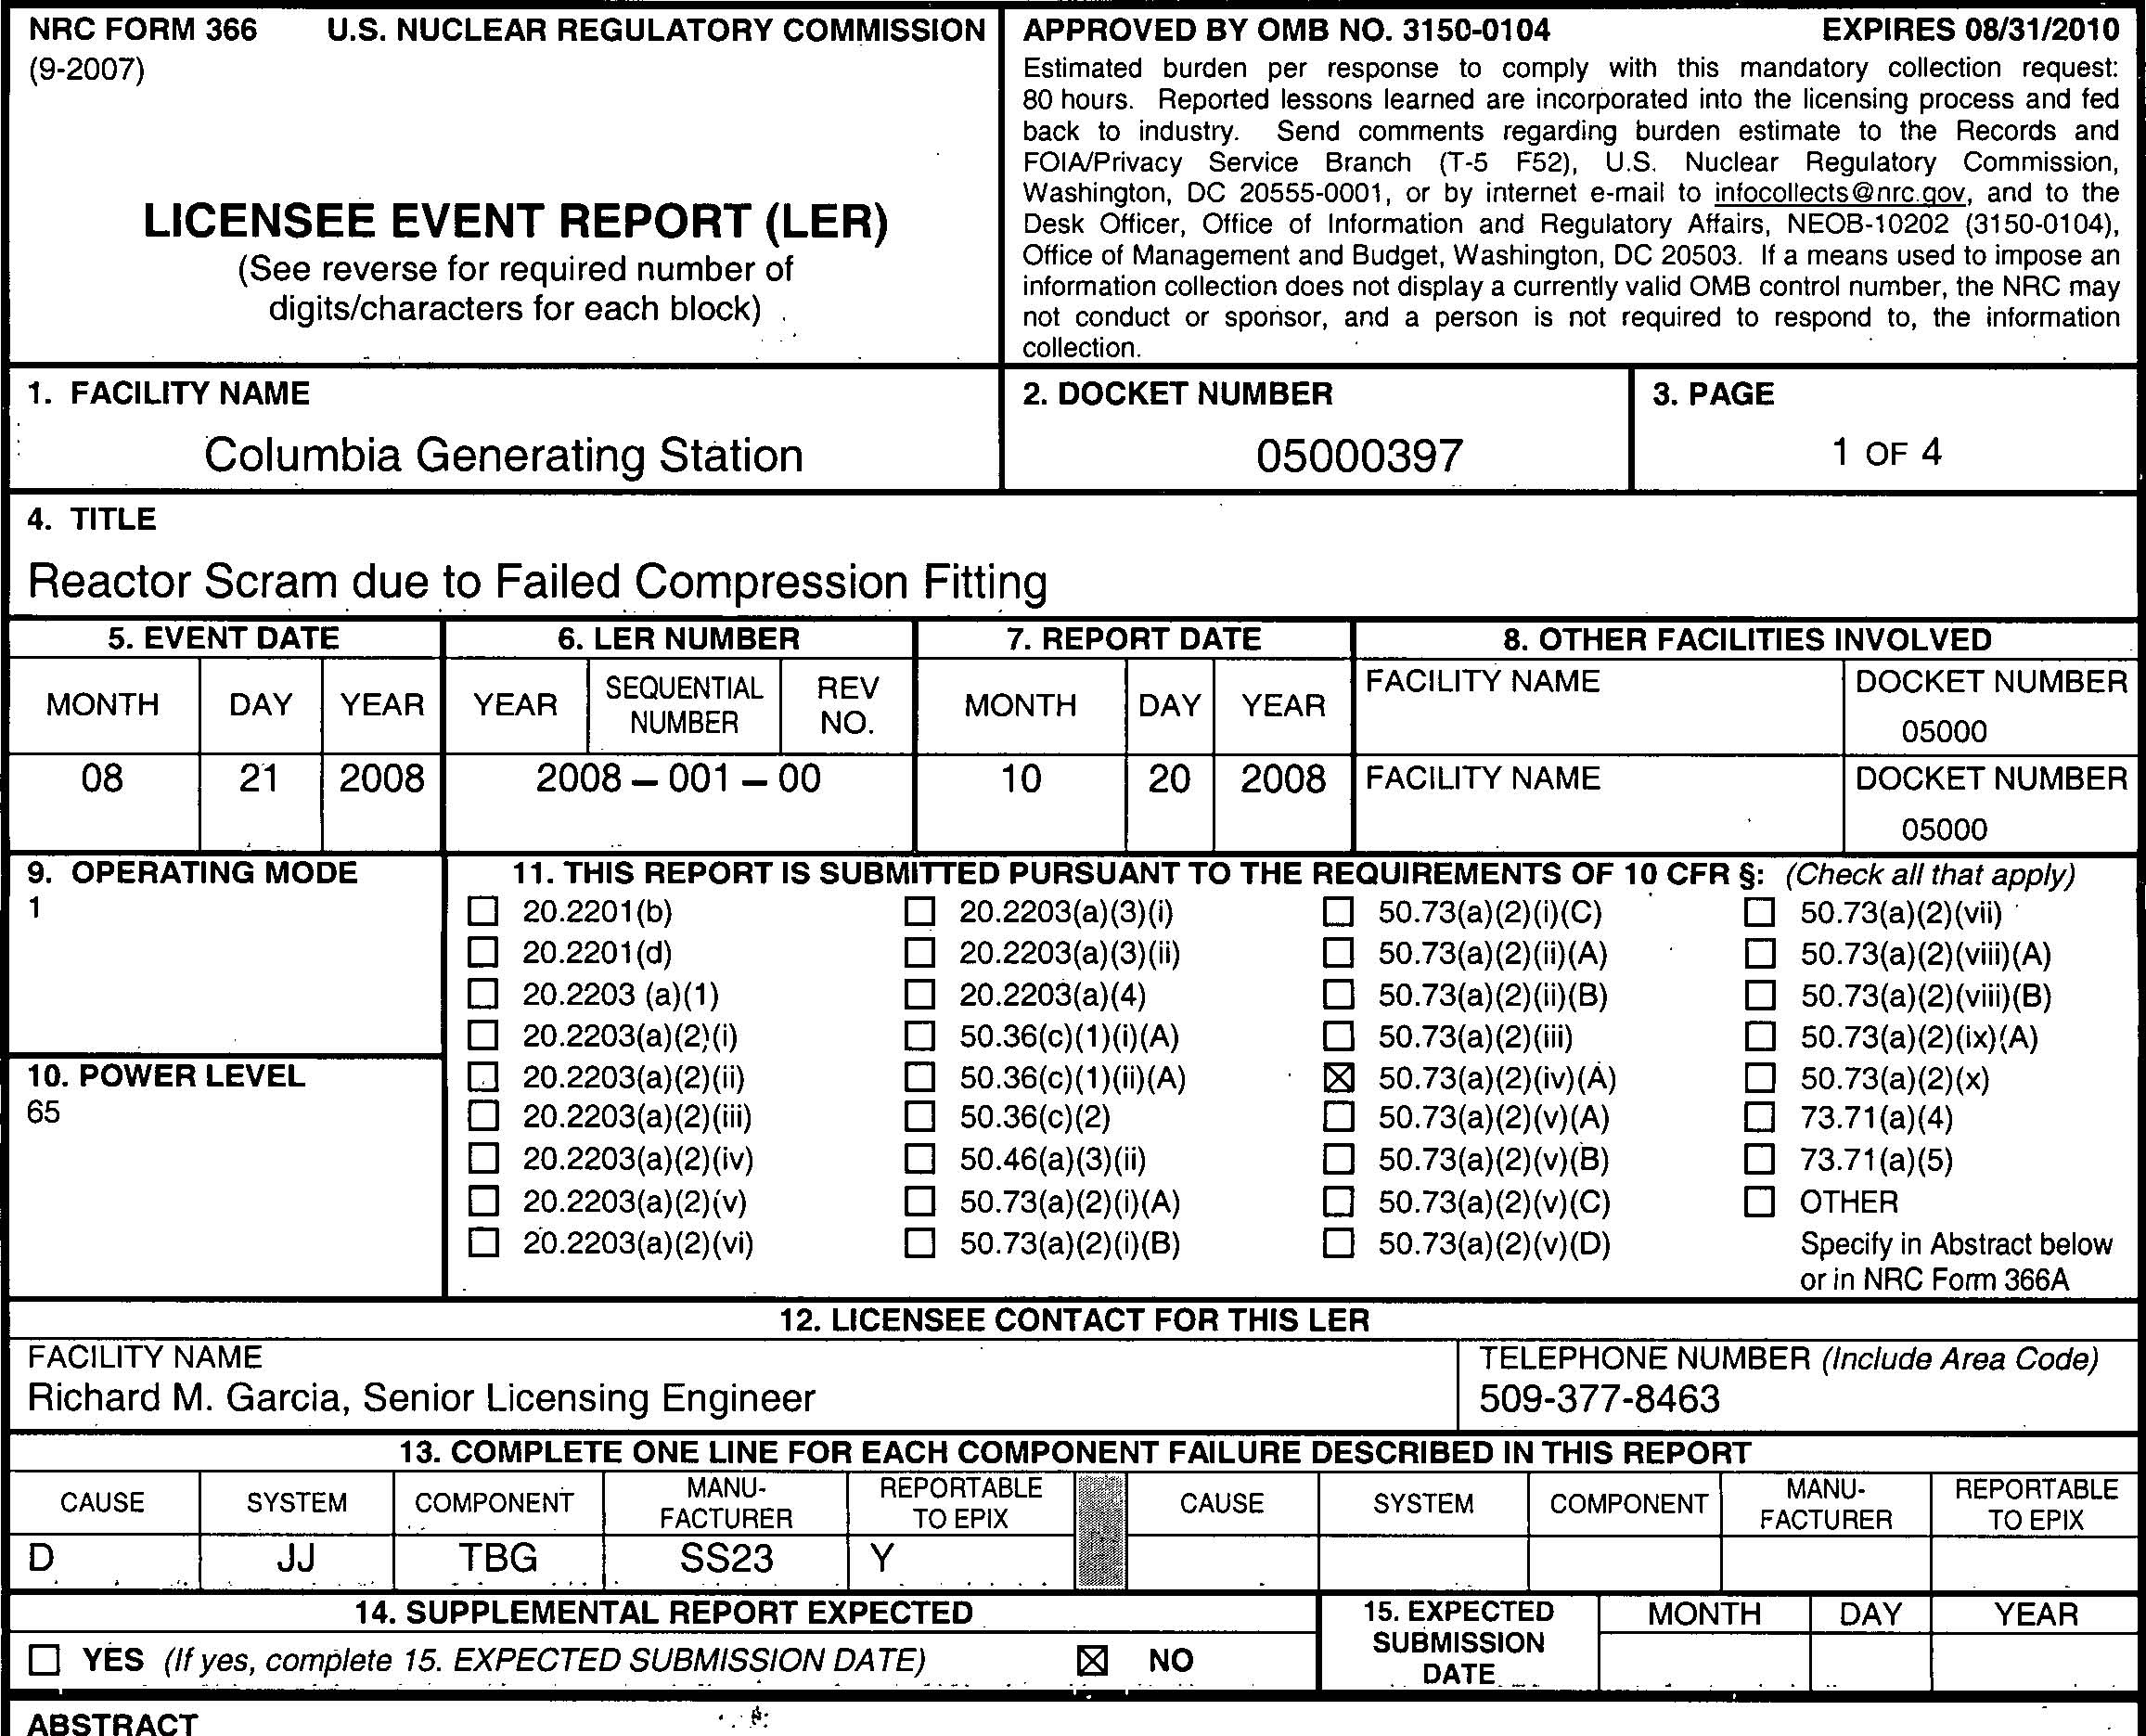 NRC FORM 366 U.S. NUCLEAR REGULATORY COMMISSION
(9-2007)
LICENSEE EVENT REPORT (LER)
(See reverse for required number of
digits/characters for each block)
APPROVED BY OMB NO. 3150-0104 EXPIRES 08/31/2010
Estimated burden per response to comply with this mandatory collection request:
80 hours. Reported lessons learned are incorporated into the licensing process and fed
back to industry. Send comments regarding burden estimate to the Records and
FOIA/Privacy Service Branch (T-5 F52), U.S. Nuclear Regulatory Commission,
Washington, DC 20555-0001, or by internet e-mail to infocollects@nrc.gov, and to the
Desk Officer, Office of Information and Regulatory Affairs, NEOB-10202 (3150-0104),
Office of Management and Budget, Washington, DC 20503. If a means used to impose an
information collection does not display a currently valid OMB control number, the NRC may
not conduct or sponsor, and a person is not required to respond to, the information
collection.
1. FACILITY NAME
Columbia Generating Station
2. DOCKET NUMBER
05000397
3. PAGE
1 OF 4
4. TITLE
Reactor Scram due to Failed Compression Fitting
5. EVENT DATE 6. LER NUMBER 7. REPORT DATE 8. OTHER FACILITIES INVOLVED
MONTH DAY YEAR YEAR SEQUENTIAL NUMBER REV NO. MONTH DAY YEAR FACILITY NAME DOCKET NUMBER
05000
08 21 2008 2008 – 001 – 00 10 20 2008 FACILITY NAME DOCKET NUMBER
05000
9. OPERATING MODE
1
10. POWER LEVEL
65
11. THIS REPORT IS SUBMITTED PURSUANT TO THE REQUIREMENTS OF 10 CFR §: (Check all that apply)
☐ 20.2201(b) ☐ 20.2203(a)(3)(i) ☐ 50.73(a)(2)(i)(C) ☐ 50.73(a)(2)(vii)
☐ 20.2201(d) ☐ 20.2203(a)(3)(ii) ☐ 50.73(a)(2)(ii)(A) ☐ 50.73(a)(2)(viii)(A)
☐ 20.2203 (a)(1) ☐ 20.2203(a)(4) ☐ 50.73(a)(2)(ii)(B) ☐ 50.73(a)(2)(viii)(B)
☐ 20.2203(a)(2)(i) ☐ 50.36(c)(1)(i)(A) ☐ 50.73(a)(2)(iii) ☐ 50.73(a)(2)(ix)(A)
☐ 20.2203(a)(2)(ii) ☐ 50.36(c)(1)(ii)(A) ☒ 50.73(a)(2)(iv)(A) ☐ 50.73(a)(2)(x)
☐ 20.2203(a)(2)(iii) ☐ 50.36(c)(2) ☐ 50.73(a)(2)(v)(A) ☐ 73.71(a)(4)
☐ 20.2203(a)(2)(iv) ☐ 50.46(a)(3)(ii) ☐ 50.73(a)(2)(v)(B) ☐ 73.71(a)(5)
☐ 20.2203(a)(2)(v) ☐ 50.73(a)(2)(i)(A) ☐ 50.73(a)(2)(v)(C) ☐ OTHER
☐ 20.2203(a)(2)(vi) ☐ 50.73(a)(2)(i)(B) ☐ 50.73(a)(2)(v)(D) Specify in Abstract below
or in NRC Form 366A
12. LICENSEE CONTACT FOR THIS LER
FACILITY NAME TELEPHONE NUMBER (Include Area Code)
Richard M. Garcia, Senior Licensing Engineer 509-377-8463
13. COMPLETE ONE LINE FOR EACH COMPONENT FAILURE DESCRIBED IN THIS REPORT
CAUSE SYSTEM COMPONENT MANU-FACTURER REPORTABLE TO EPIX CAUSE SYSTEM COMPONENT MANU-FACTURER REPORTABLE TO EPIX
D JJ TBG SS23 Y
14. SUPPLEMENTAL REPORT EXPECTED
☐ YES (If yes, complete 15. EXPECTED SUBMISSION DATE) ☒ NO
15. EXPECTED
SUBMISSION
DATE
MONTH DAY YEAR
ABSTRACT